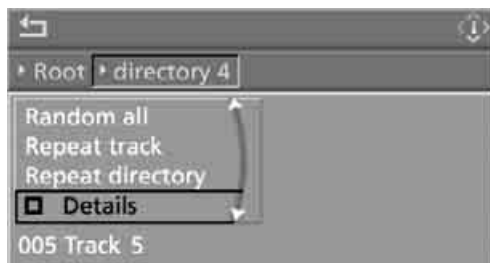 Root directory 4
Random all
Repeat track
Repeat directory
Details
005 Track 5